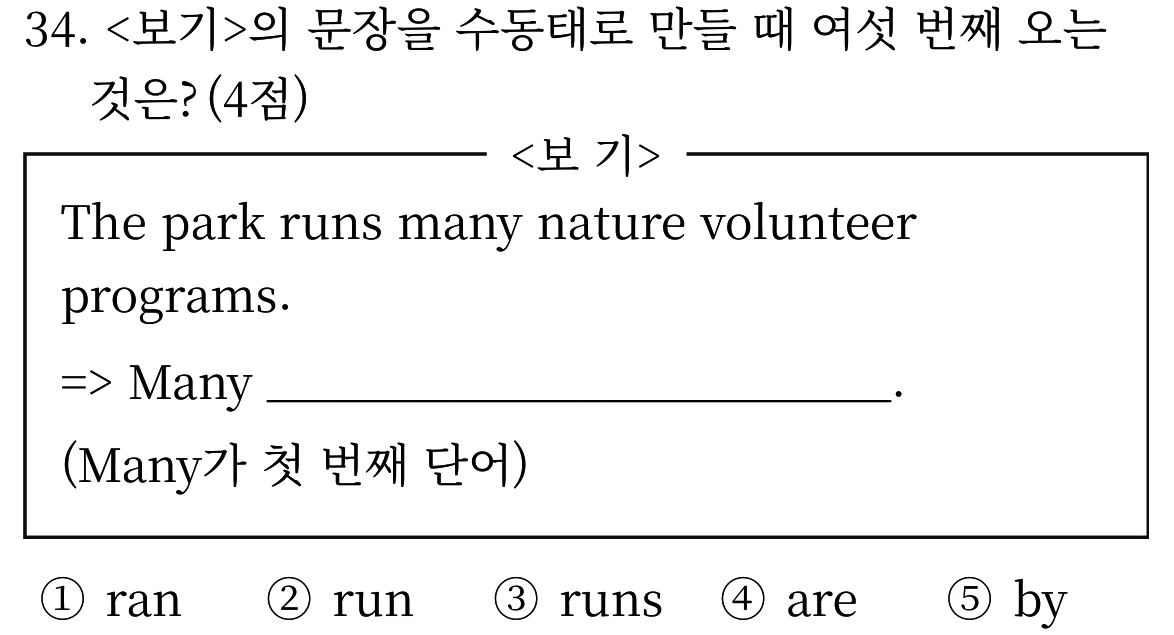 34. <보기>의 문장을 수동태로 만들 때 여섯 번째 오는
것은? (4점)
<보 기>
The park runs many nature volunteer
programs.
=> Many ______________________.
(Many가 첫 번째 단어)
① ran ② run ③ runs ④ are ⑤ by